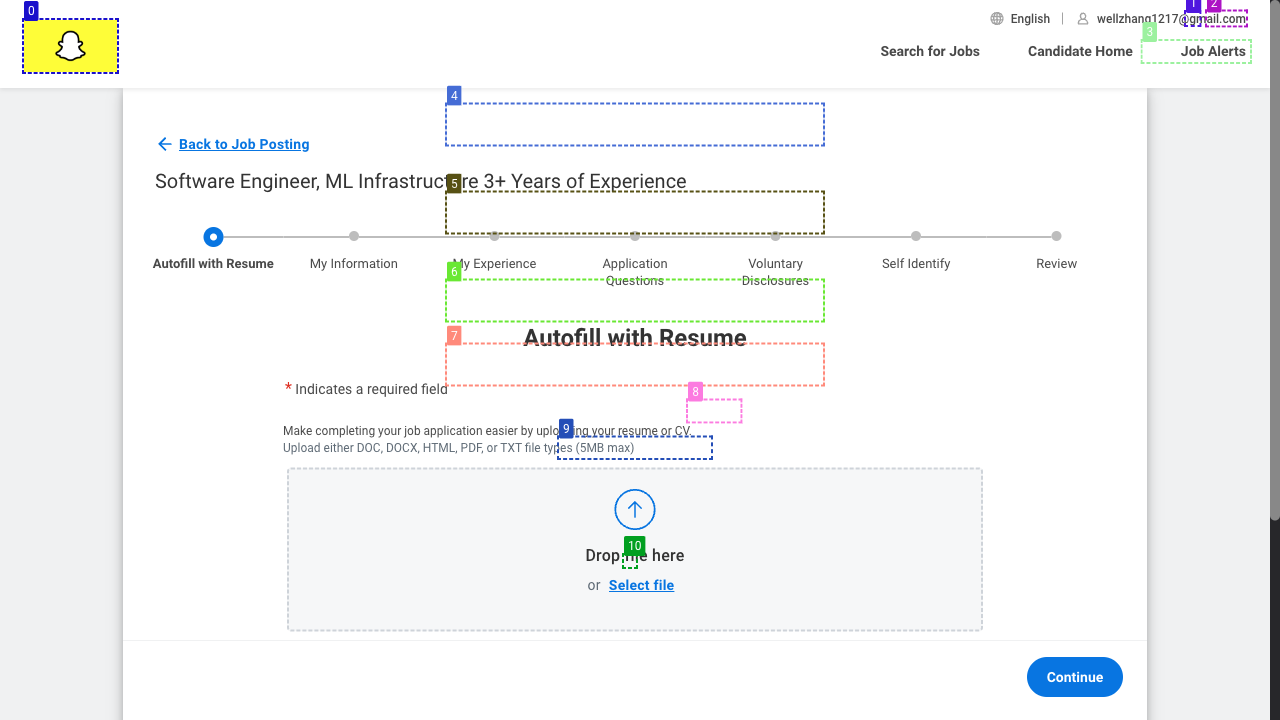 0
1
2
English
wellzhang1217@gmail.com
3
Search for Jobs
Candidate Home
Job Alerts
4
Back to Job Posting
Software Engineer, ML Infrastructure 3+ Years of Experience
5
Autofill with Resume
My Information
My Experience
Application Questions
Voluntary Disclosures
Self Identify
Review
6
Autofill with Resume
7
* Indicates a required field
8
Make completing your job application easier by uploading your resume or CV
9
Upload either DOC, DOCX, HTML, PDF, or TXT file types (5MB max)
10
Drop file here
or Select file
Continue